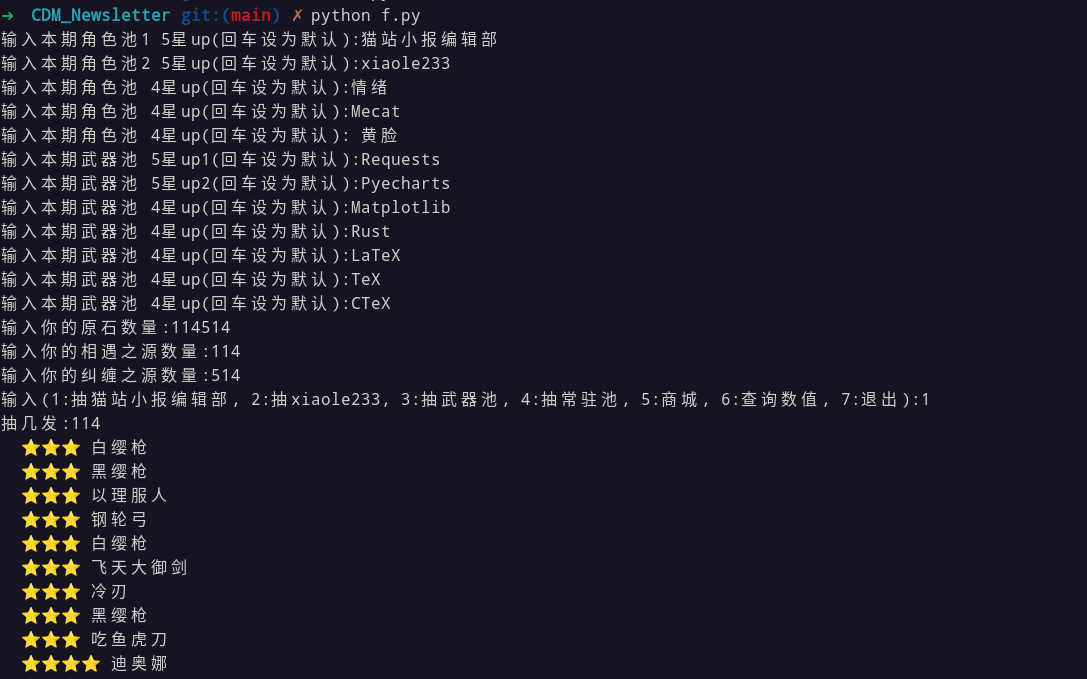 ➜  CDM_Newsletter git:(main) ✗ python f.py
输入本期角色池1 5星up(回车设为默认):猫站小报编辑部
输入本期角色池2 5星up(回车设为默认):xiaole233
输入本期角色池 4星up(回车设为默认):情绪
输入本期角色池 4星up(回车设为默认):Mecat
输入本期角色池 4星up(回车设为默认): 黄脸
输入本期武器池 5星up1(回车设为默认):Requests
输入本期武器池 5星up2(回车设为默认):Pyecharts
输入本期武器池 4星up(回车设为默认):Matplotlib
输入本期武器池 4星up(回车设为默认):Rust
输入本期武器池 4星up(回车设为默认):LaTeX
输入本期武器池 4星up(回车设为默认):TeX
输入本期武器池 4星up(回车设为默认):CTeX
输入你的原石数量:114514
输入你的相遇之源数量:114
输入你的纠缠之源数量:514
输入(1:抽猫站小报编辑部, 2:抽xiaole233, 3:抽武器池, 4:抽常驻池, 5:商城, 6:查询数值, 7:退出):1
抽几发:114
⭐⭐⭐ 白缨枪
⭐⭐⭐ 黑缨枪
⭐⭐⭐ 以理服人
⭐⭐⭐ 钢轮弓
⭐⭐⭐ 白缨枪
⭐⭐⭐ 飞天大御剑
⭐⭐⭐ 冷刃
⭐⭐⭐ 黑缨枪
⭐⭐⭐ 吃鱼虎刀
⭐⭐⭐⭐ 迪奥娜